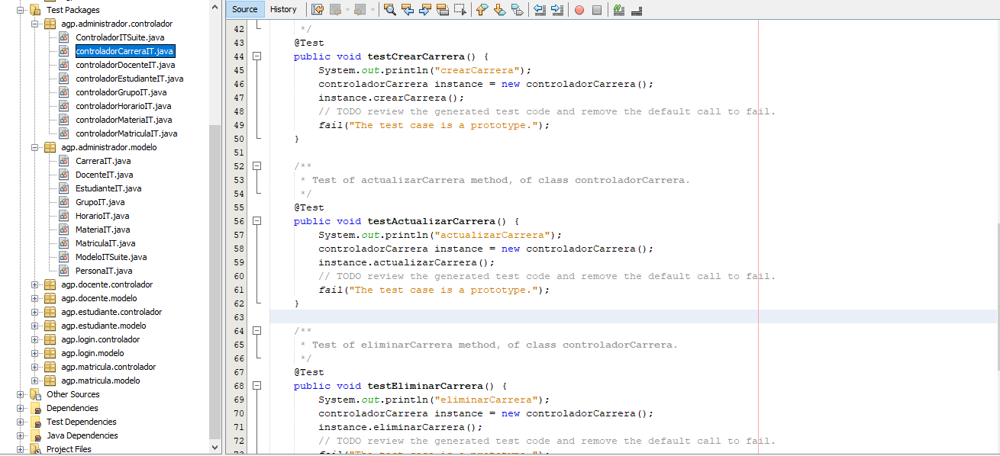 Test Packages
agp.administrador.controlador
ControladorITSuite.java
controladorCarreraIT.java
controladorDocenteIT.java
controladorEstudianteIT.java
controladorGrupoIT.java
controladorHorarioIT.java
controladorMateriaIT.java
controladorMatriculaIT.java
agp.administrador.modelo
CarreraIT.java
DocenteIT.java
EstudianteIT.java
GrupoIT.java
HorarioIT.java
MateriaIT.java
MatriculaIT.java
ModeloITSuite.java
PersonaIT.java
agp.docente.controlador
agp.docente.modelo
agp.estudiante.controlador
agp.estudiante.modelo
agp.login.controlador
agp.login.modelo
agp.matricula.controlador
agp.matricula.modelo
Other Sources
Dependencies
Test Dependencies
Java Dependencies
Project Files
Source History
42 */
43 @Test
44 public void testCrearCarrera() {
45 System.out.println("crearCarrera");
46 controladorCarrera instance = new controladorCarrera();
47 instance.crearCarrera();
48 // TODO review the generated test code and remove the default call to fail.
49 fail("The test case is a prototype.");
50 }
51
52 /**
53 * Test of actualizarCarrera method, of class controladorCarrera.
54 */
55 @Test
56 public void testActualizarCarrera() {
57 System.out.println("actualizarCarrera");
58 controladorCarrera instance = new controladorCarrera();
59 instance.actualizarCarrera();
60 // TODO review the generated test code and remove the default call to fail.
61 fail("The test case is a prototype.");
62 }
63
64 /**
65 * Test of eliminarCarrera method, of class controladorCarrera.
66 */
67 @Test
68 public void testEliminarCarrera() {
69 System.out.println("eliminarCarrera");
70 controladorCarrera instance = new controladorCarrera();
71 instance.eliminarCarrera();
72 // TODO review the generated test code and remove the default call to fail.
73 fail("The test case is a prototype.");